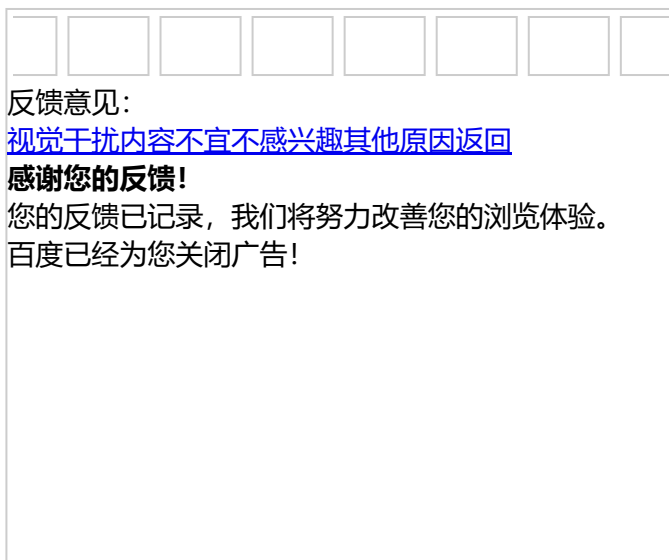 反馈意见：
视觉干扰内容不宜不感兴趣其他原因返回
感谢您的反馈！
您的反馈已记录，我们将努力改善您的浏览体验。
百度已经为您关闭广告！